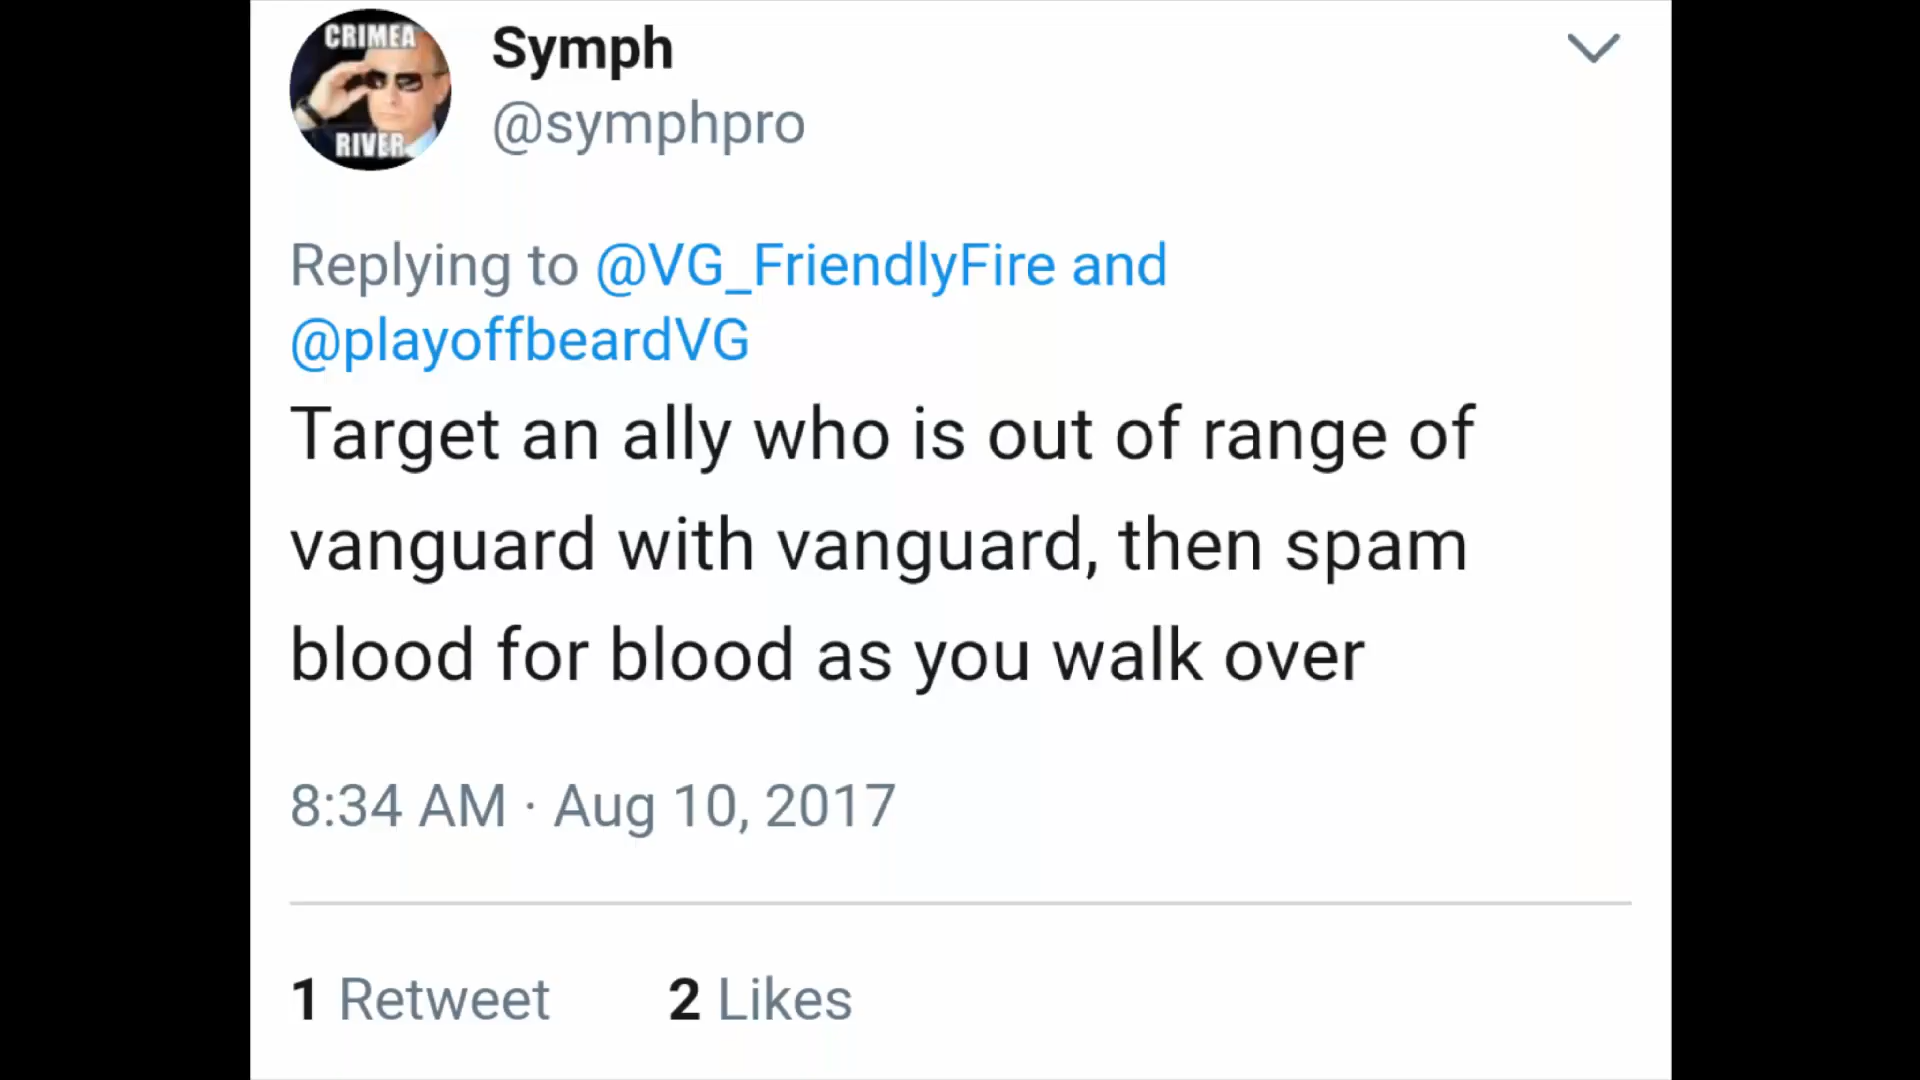 CRIMEA
RIVER
Symph
@symphpro
Replying to @VG_FriendlyFire and
@playoffbeardVG
Target an ally who is out of range of
vanguard with vanguard, then spam
blood for blood as you walk over
8:34 AM · Aug 10, 2017
1 Retweet 2 Likes